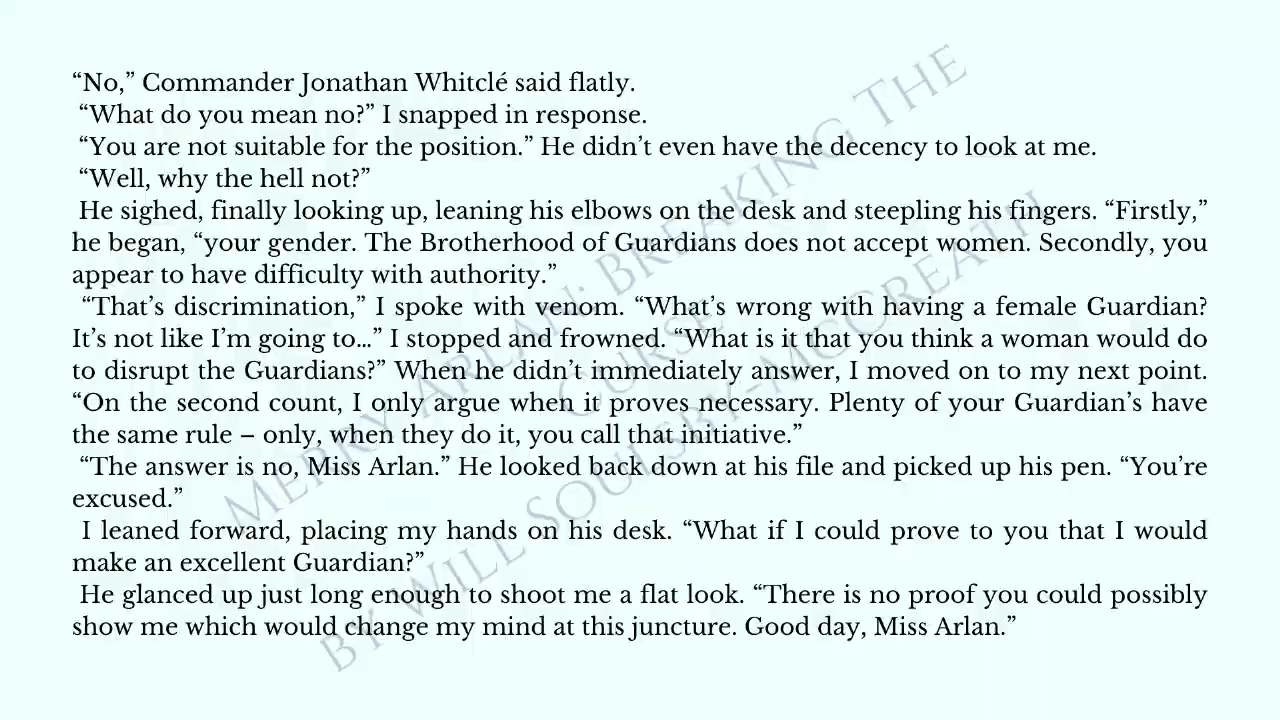 “No,” Commander Jonathan Whitclé said flatly.
“What do you mean no?” I snapped in response.
“You are not suitable for the position.” He didn’t even have the decency to look at me.
“Well, why the hell not?”
He sighed, finally looking up, leaning his elbows on the desk and steepling his fingers. “Firstly,”
he began, “your gender. The Brotherhood of Guardians does not accept women. Secondly, you
appear to have difficulty with authority.”
“That’s discrimination,” I spoke with venom. “What’s wrong with having a female Guardian?
It’s not like I’m going to…” I stopped and frowned. “What is it that you think a woman would do
to disrupt the Guardians?” When he didn’t immediately answer, I moved on to my next point.
“On the second count, I only argue when it proves necessary. Plenty of your Guardian’s have
the same rule – only, when they do it, you call that initiative.”
“The answer is no, Miss Arlan.” He looked back down at his file and picked up his pen. “You’re
excused.”
I leaned forward, placing my hands on his desk. “What if I could prove to you that I would
make an excellent Guardian?”
He glanced up just long enough to shoot me a flat look. “There is no proof you could possibly
show me which would change my mind at this juncture. Good day, Miss Arlan.”
MERRY ARLAN: BREAKING THE
CURSE
BY WILL SOULSBY-MCCREATH